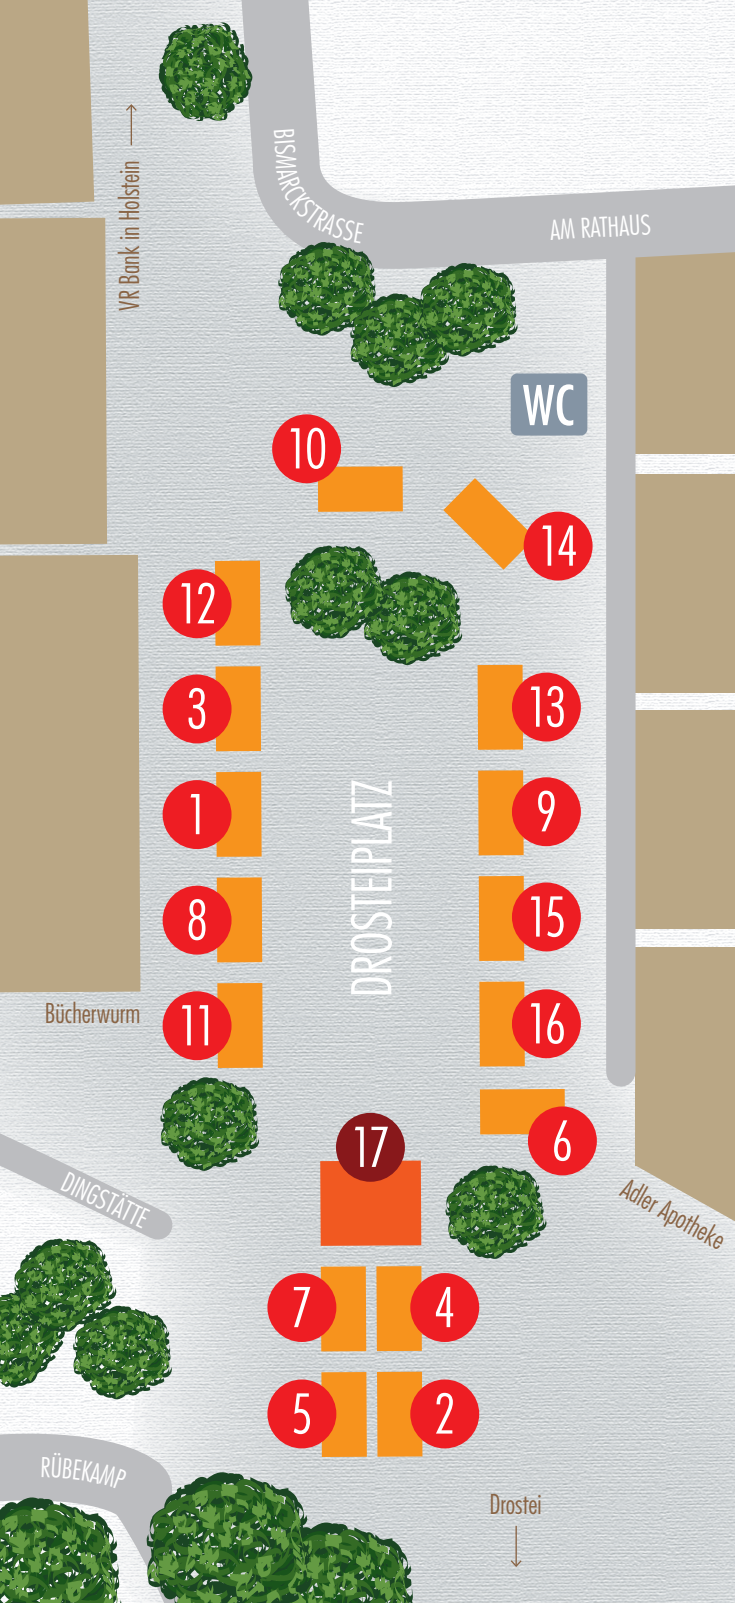 BISMARCKSTRASSE
VR Bank in Holstein
AM RATHAUS
WC
10
14
12
3
13
1
9
DROSTEIPLATZ
8
15
11
16
Bücherwurm
6
17
DINGSTÄTTE
Adler Apotheke
7
4
5
2
RÜBEKAMP
Drostei